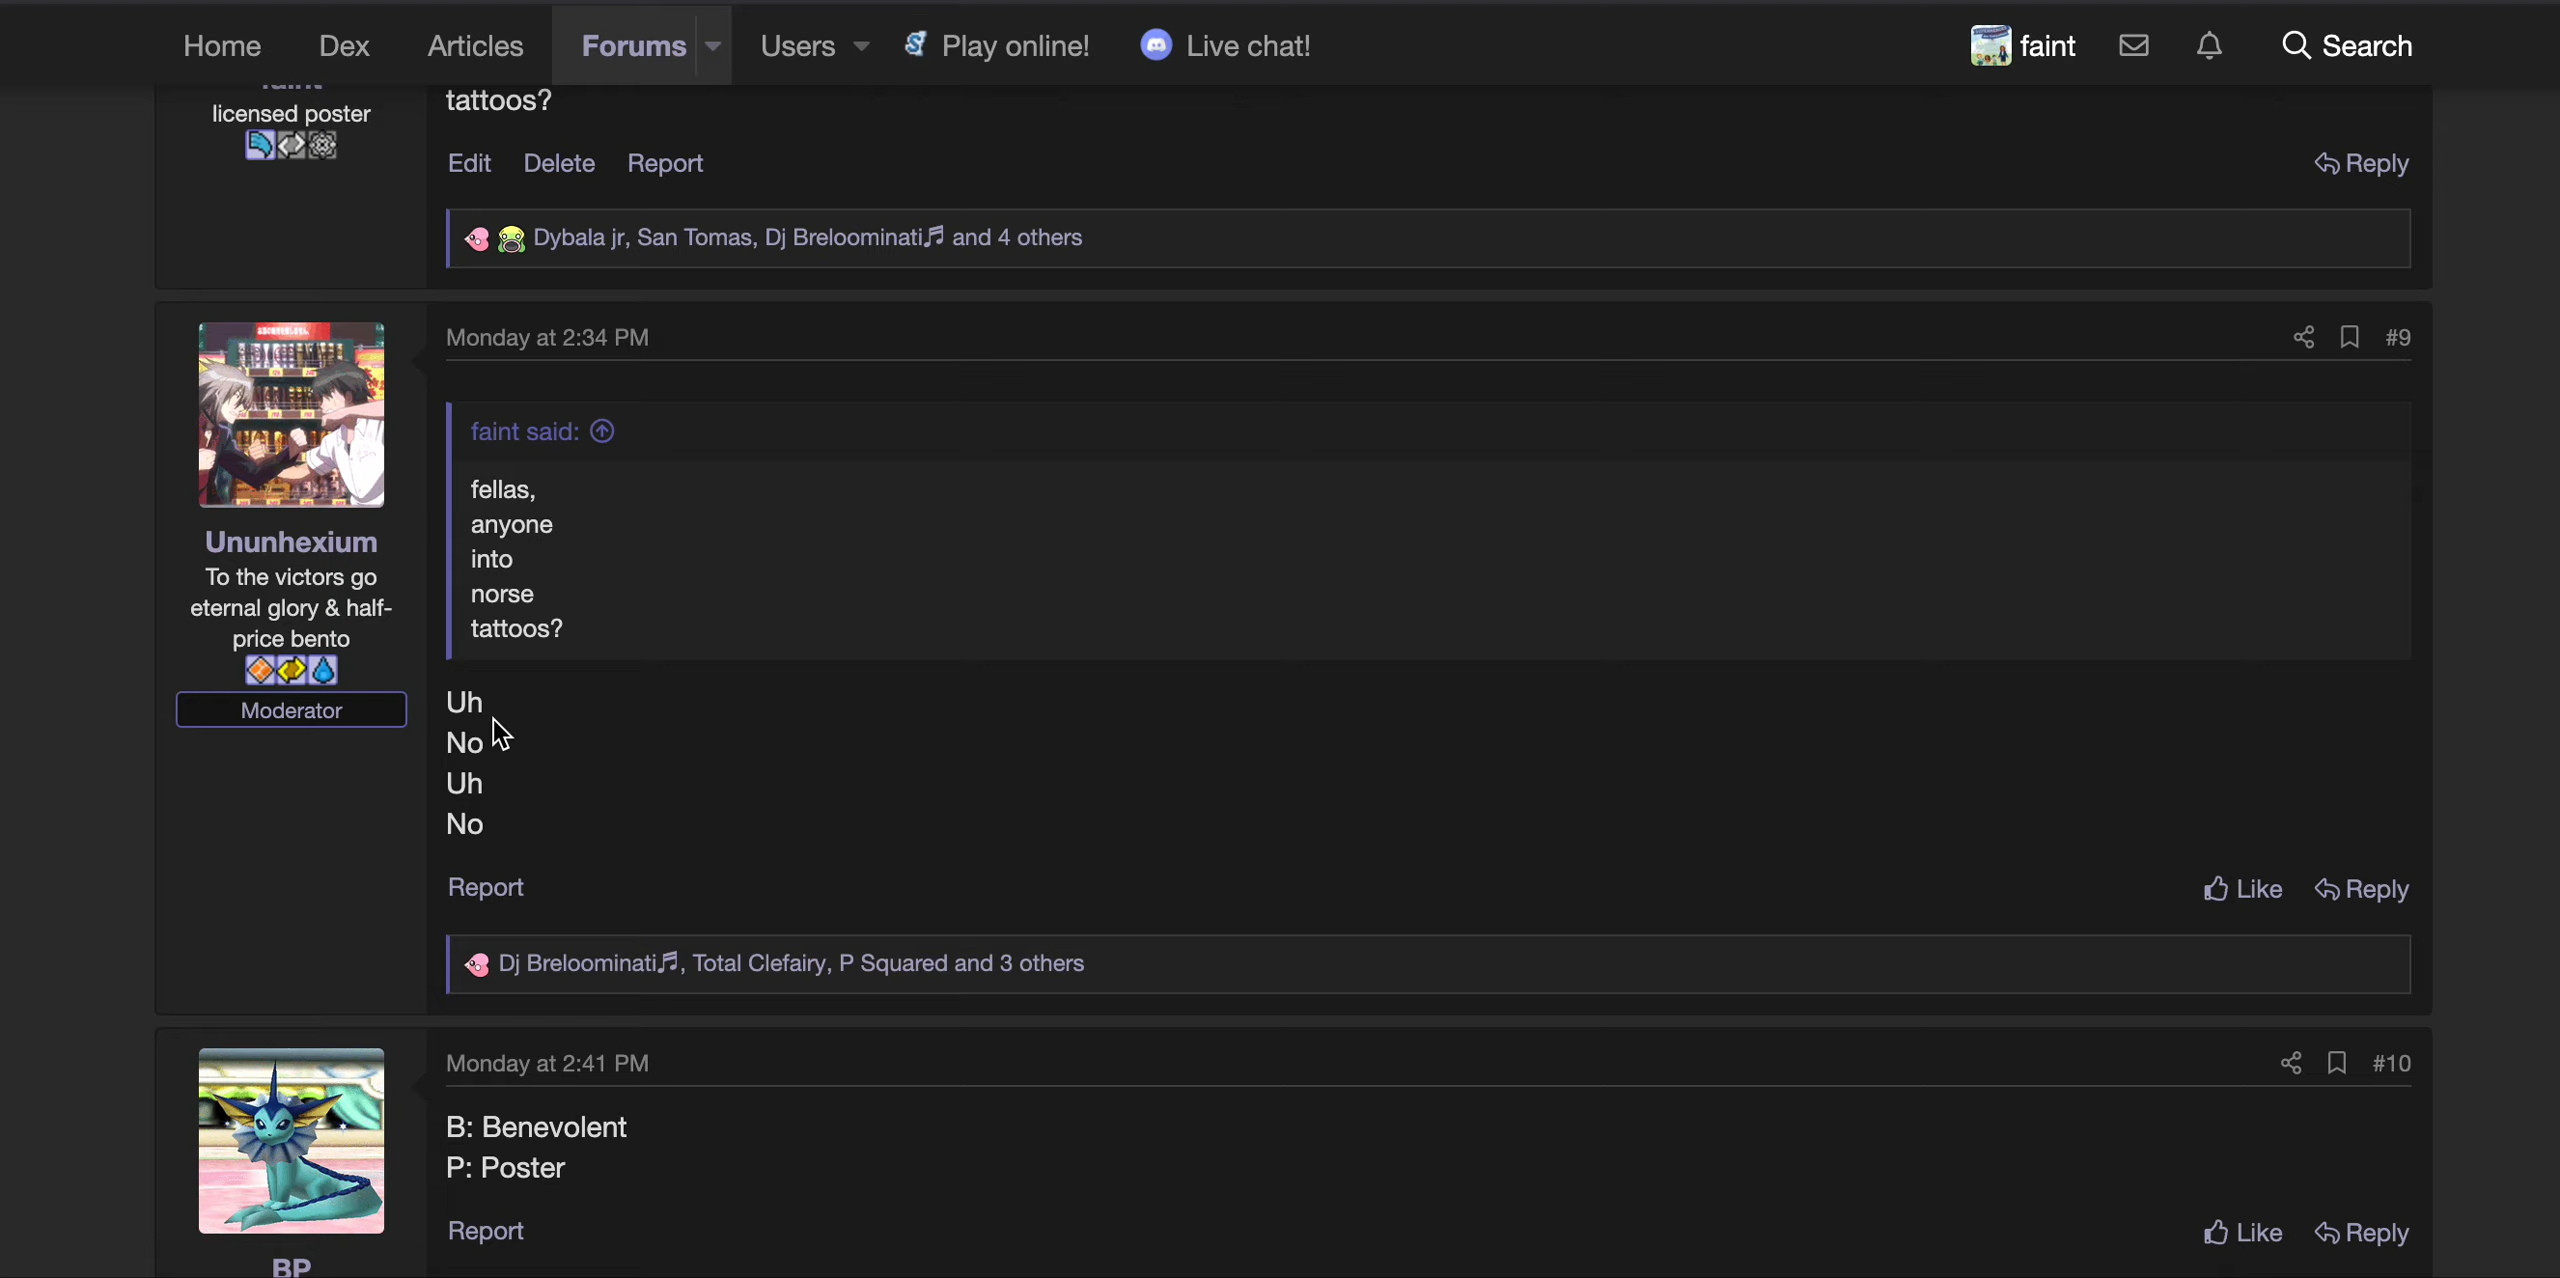 Home Dex Articles Forums Users Play online! Live chat! faint Search
licensed poster
tattoos?
Edit Delete Report Reply
Dybala jr, San Tomas, Dj Breloominati🎵 and 4 others
Monday at 2:34 PM #9
Ununhexium
To the victors go
eternal glory & half-
price bento
Moderator
faint said:
fellas,
anyone
into
norse
tattoos?
Uh
No
Uh
No
Report Like Reply
Dj Breloominati🎵, Total Clefairy, P Squared and 3 others
Monday at 2:41 PM #10
BP
B: Benevolent
P: Poster
Report Like Reply